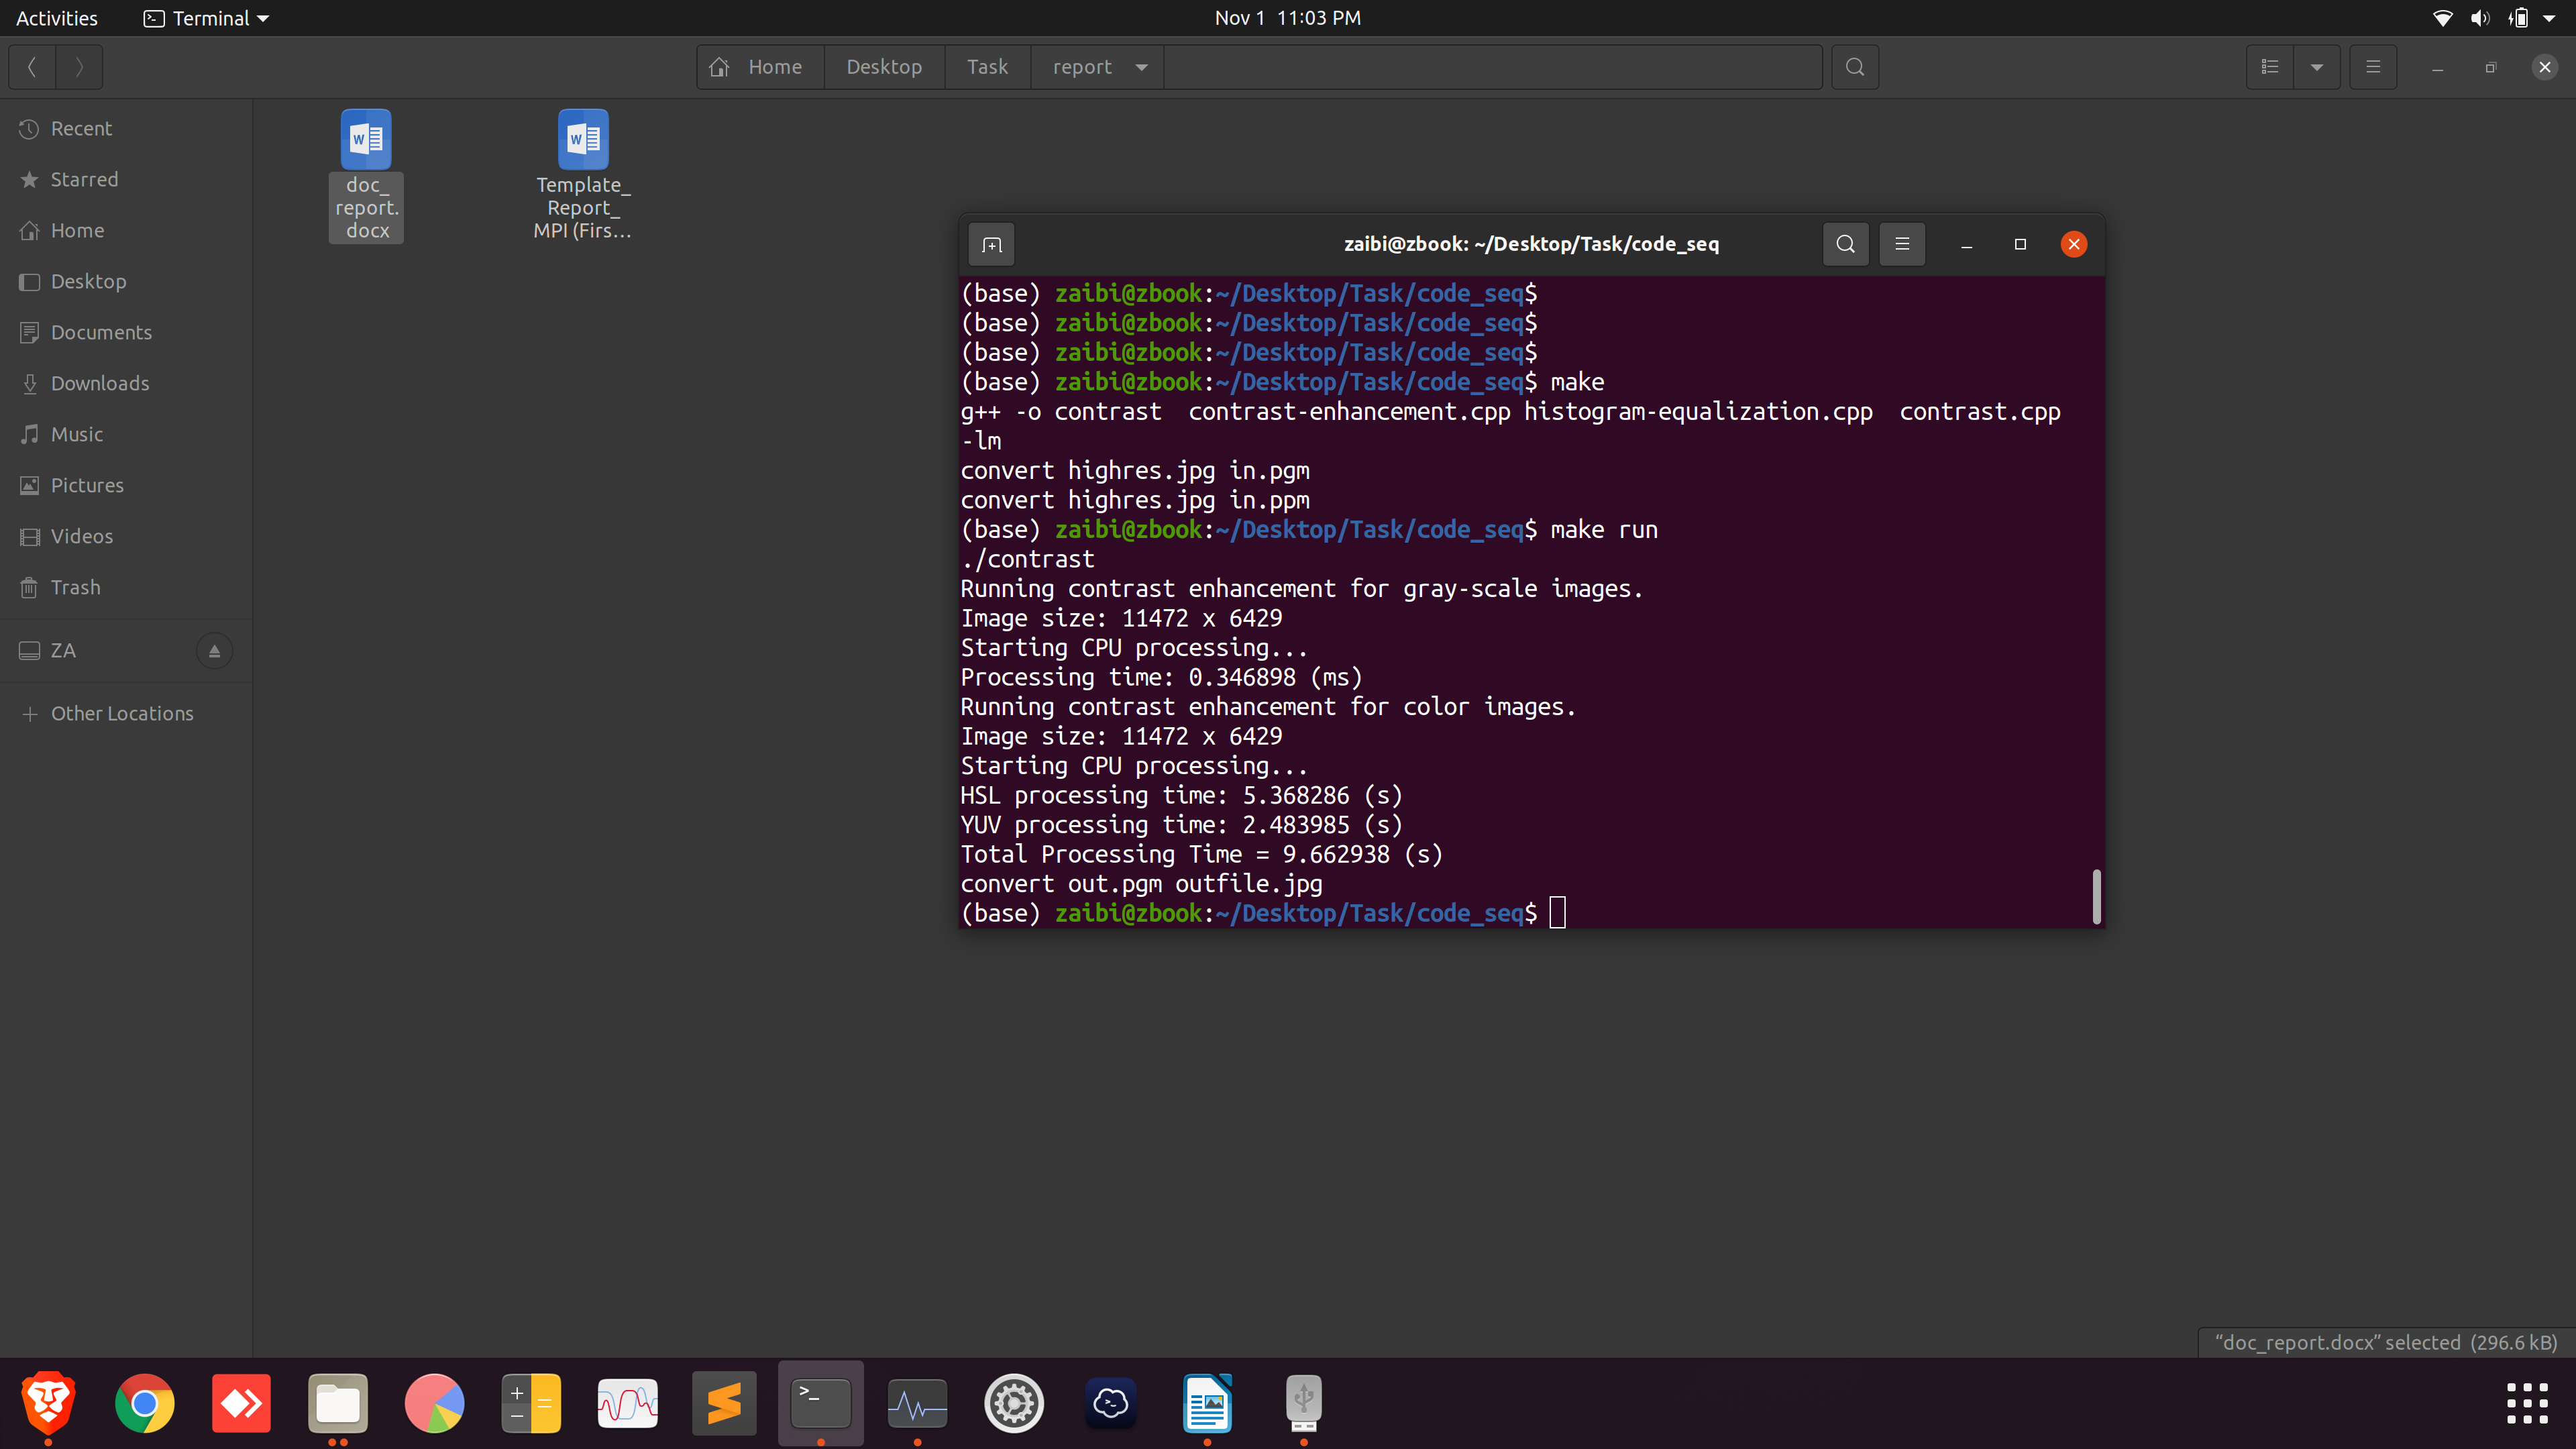 Activities
Terminal
Nov 1 11:03 PM
Home
Desktop
Task
report
Recent
Starred
Home
Desktop
Documents
Downloads
Music
Pictures
Videos
Trash
ZA
Other Locations
doc_
report.
docx
Template_
Report_
MPI (Firs...
zaibi@zbook: ~/Desktop/Task/code_seq
(base) zaibi@zbook:~/Desktop/Task/code_seq$
(base) zaibi@zbook:~/Desktop/Task/code_seq$
(base) zaibi@zbook:~/Desktop/Task/code_seq$
(base) zaibi@zbook:~/Desktop/Task/code_seq$ make
g++ -o contrast  contrast-enhancement.cpp histogram-equalization.cpp  contrast.cpp
-lm
convert highres.jpg in.pgm
convert highres.jpg in.ppm
(base) zaibi@zbook:~/Desktop/Task/code_seq$ make run
./contrast
Running contrast enhancement for gray-scale images.
Image size: 11472 x 6429
Starting CPU processing...
Processing time: 0.346898 (ms)
Running contrast enhancement for color images.
Image size: 11472 x 6429
Starting CPU processing...
HSL processing time: 5.368286 (s)
YUV processing time: 2.483985 (s)
Total Processing Time = 9.662938 (s)
convert out.pgm outfile.jpg
(base) zaibi@zbook:~/Desktop/Task/code_seq$
“doc_report.docx” selected (296.6 kB)